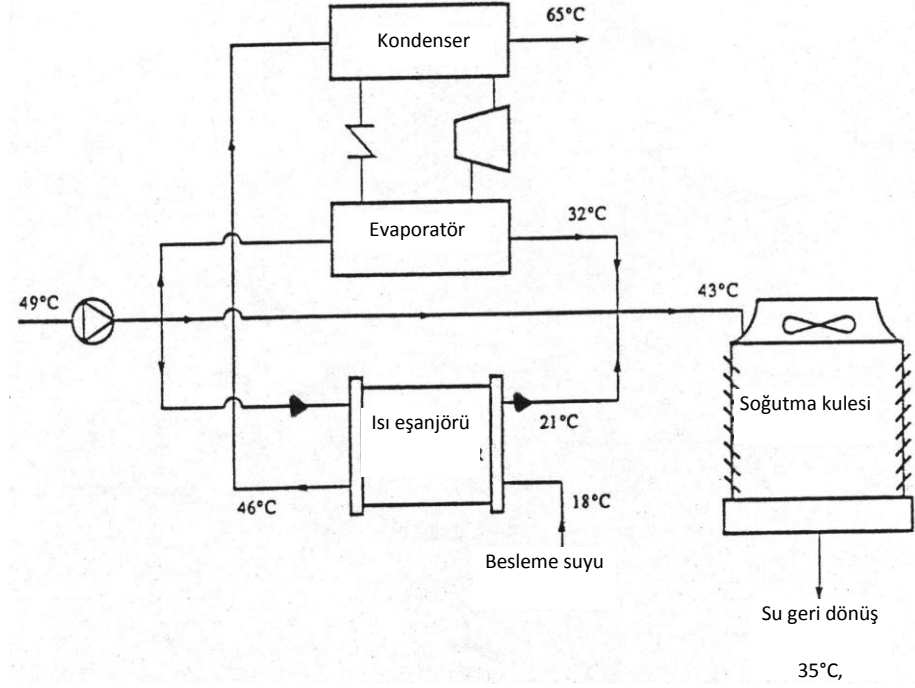 65°C
Kondenser
Evaporatör
32°C
49°C
43°C
Isı eşanjörü
21°C
Soğutma kulesi
46°C
18°C
Besleme suyu
Su geri dönüş
35°C,